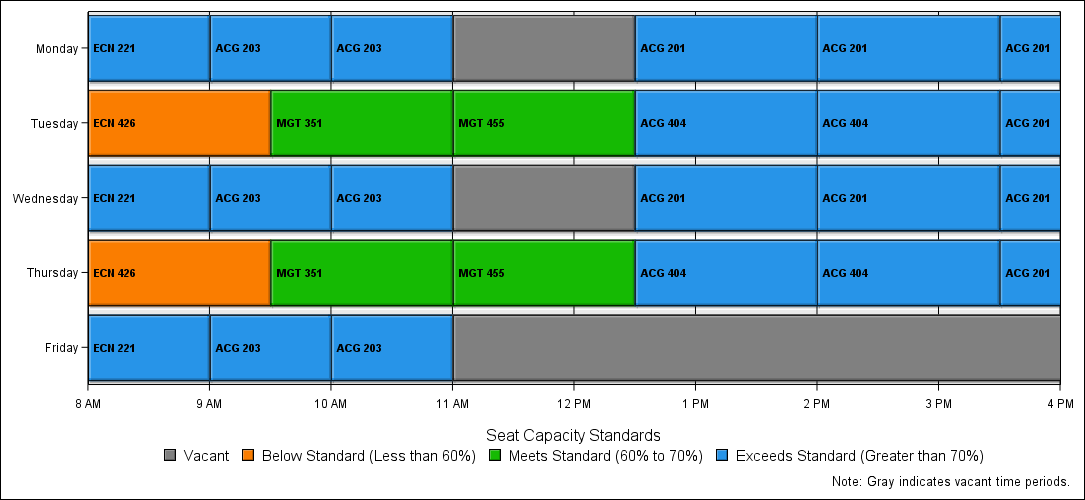 Monday ECN 221 ACG 203 ACG 203 ACG 201 ACG 201 ACG 201
Tuesday ECN 426 MGT 351 MGT 455 ACG 404 ACG 404 ACG 201
Wednesday ECN 221 ACG 203 ACG 203 ACG 201 ACG 201 ACG 201
Thursday ECN 426 MGT 351 MGT 455 ACG 404 ACG 404 ACG 201
Friday ECN 221 ACG 203 ACG 203
8 AM 9 AM 10 AM 11 AM 12 PM 1 PM 2 PM 3 PM 4 PM
Seat Capacity Standards
Vacant Below Standard (Less than 60%) Meets Standard (60% to 70%) Exceeds Standard (Greater than 70%)
Note: Gray indicates vacant time periods.